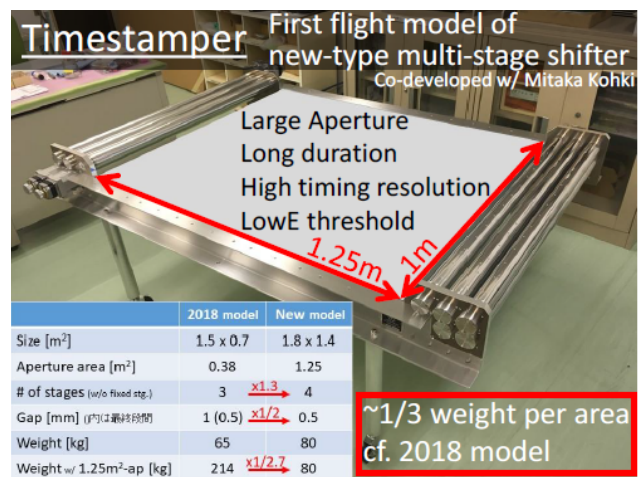 Timestamper
First flight model of
new-type multi-stage shifter
Co-developed w/ Mitaka Kohki
Large Aperture
Long duration
High timing resolution
LowE threshold
1.25m
1m
2018 model New model
Size [m²] 1.5 x 0.7 1.8 x 1.4
Aperture area [m²] 0.38 1.25
# of stages (w/o fixed stg.) 3 x1.3 4
Gap [mm] ()内は最終段間 1 (0.5) x1/2 0.5
Weight [kg] 65 80
Weight w/ 1.25m²-ap [kg] 214 x1/2.7 80
~1/3 weight per area
cf. 2018 model